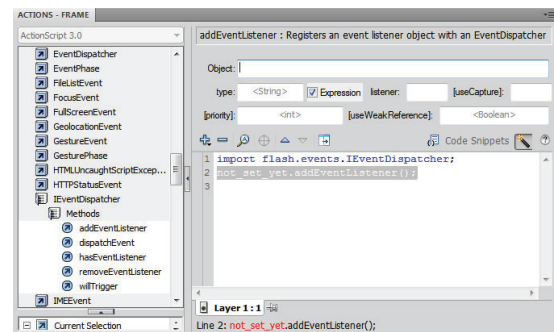 ACTIONS - FRAME
ActionScript 3.0
EventDispatcher
EventPhase
FileListEvent
FocusEvent
FullScreenEvent
GeolocationEvent
GestureEvent
GesturePhase
HTMLUncaughtScriptExcep...
HTTPStatusEvent
IEventDispatcher
Methods
addEventListener
dispatchEvent
hasEventListener
removeEventListener
willTrigger
IMEEvent
Current Selection
addEventListener : Registers an event listener object with an EventDispatcher
Object:
type: <String> Expression listener: [useCapture]:
[priority]: <int> [useWeakReference]: <Boolean>
Code Snippets
1 import flash.events.IEventDispatcher;
2 not_set_yet.addEventListener();
3
Layer 1 : 1
Line 2: not_set_yet.addEventListener();